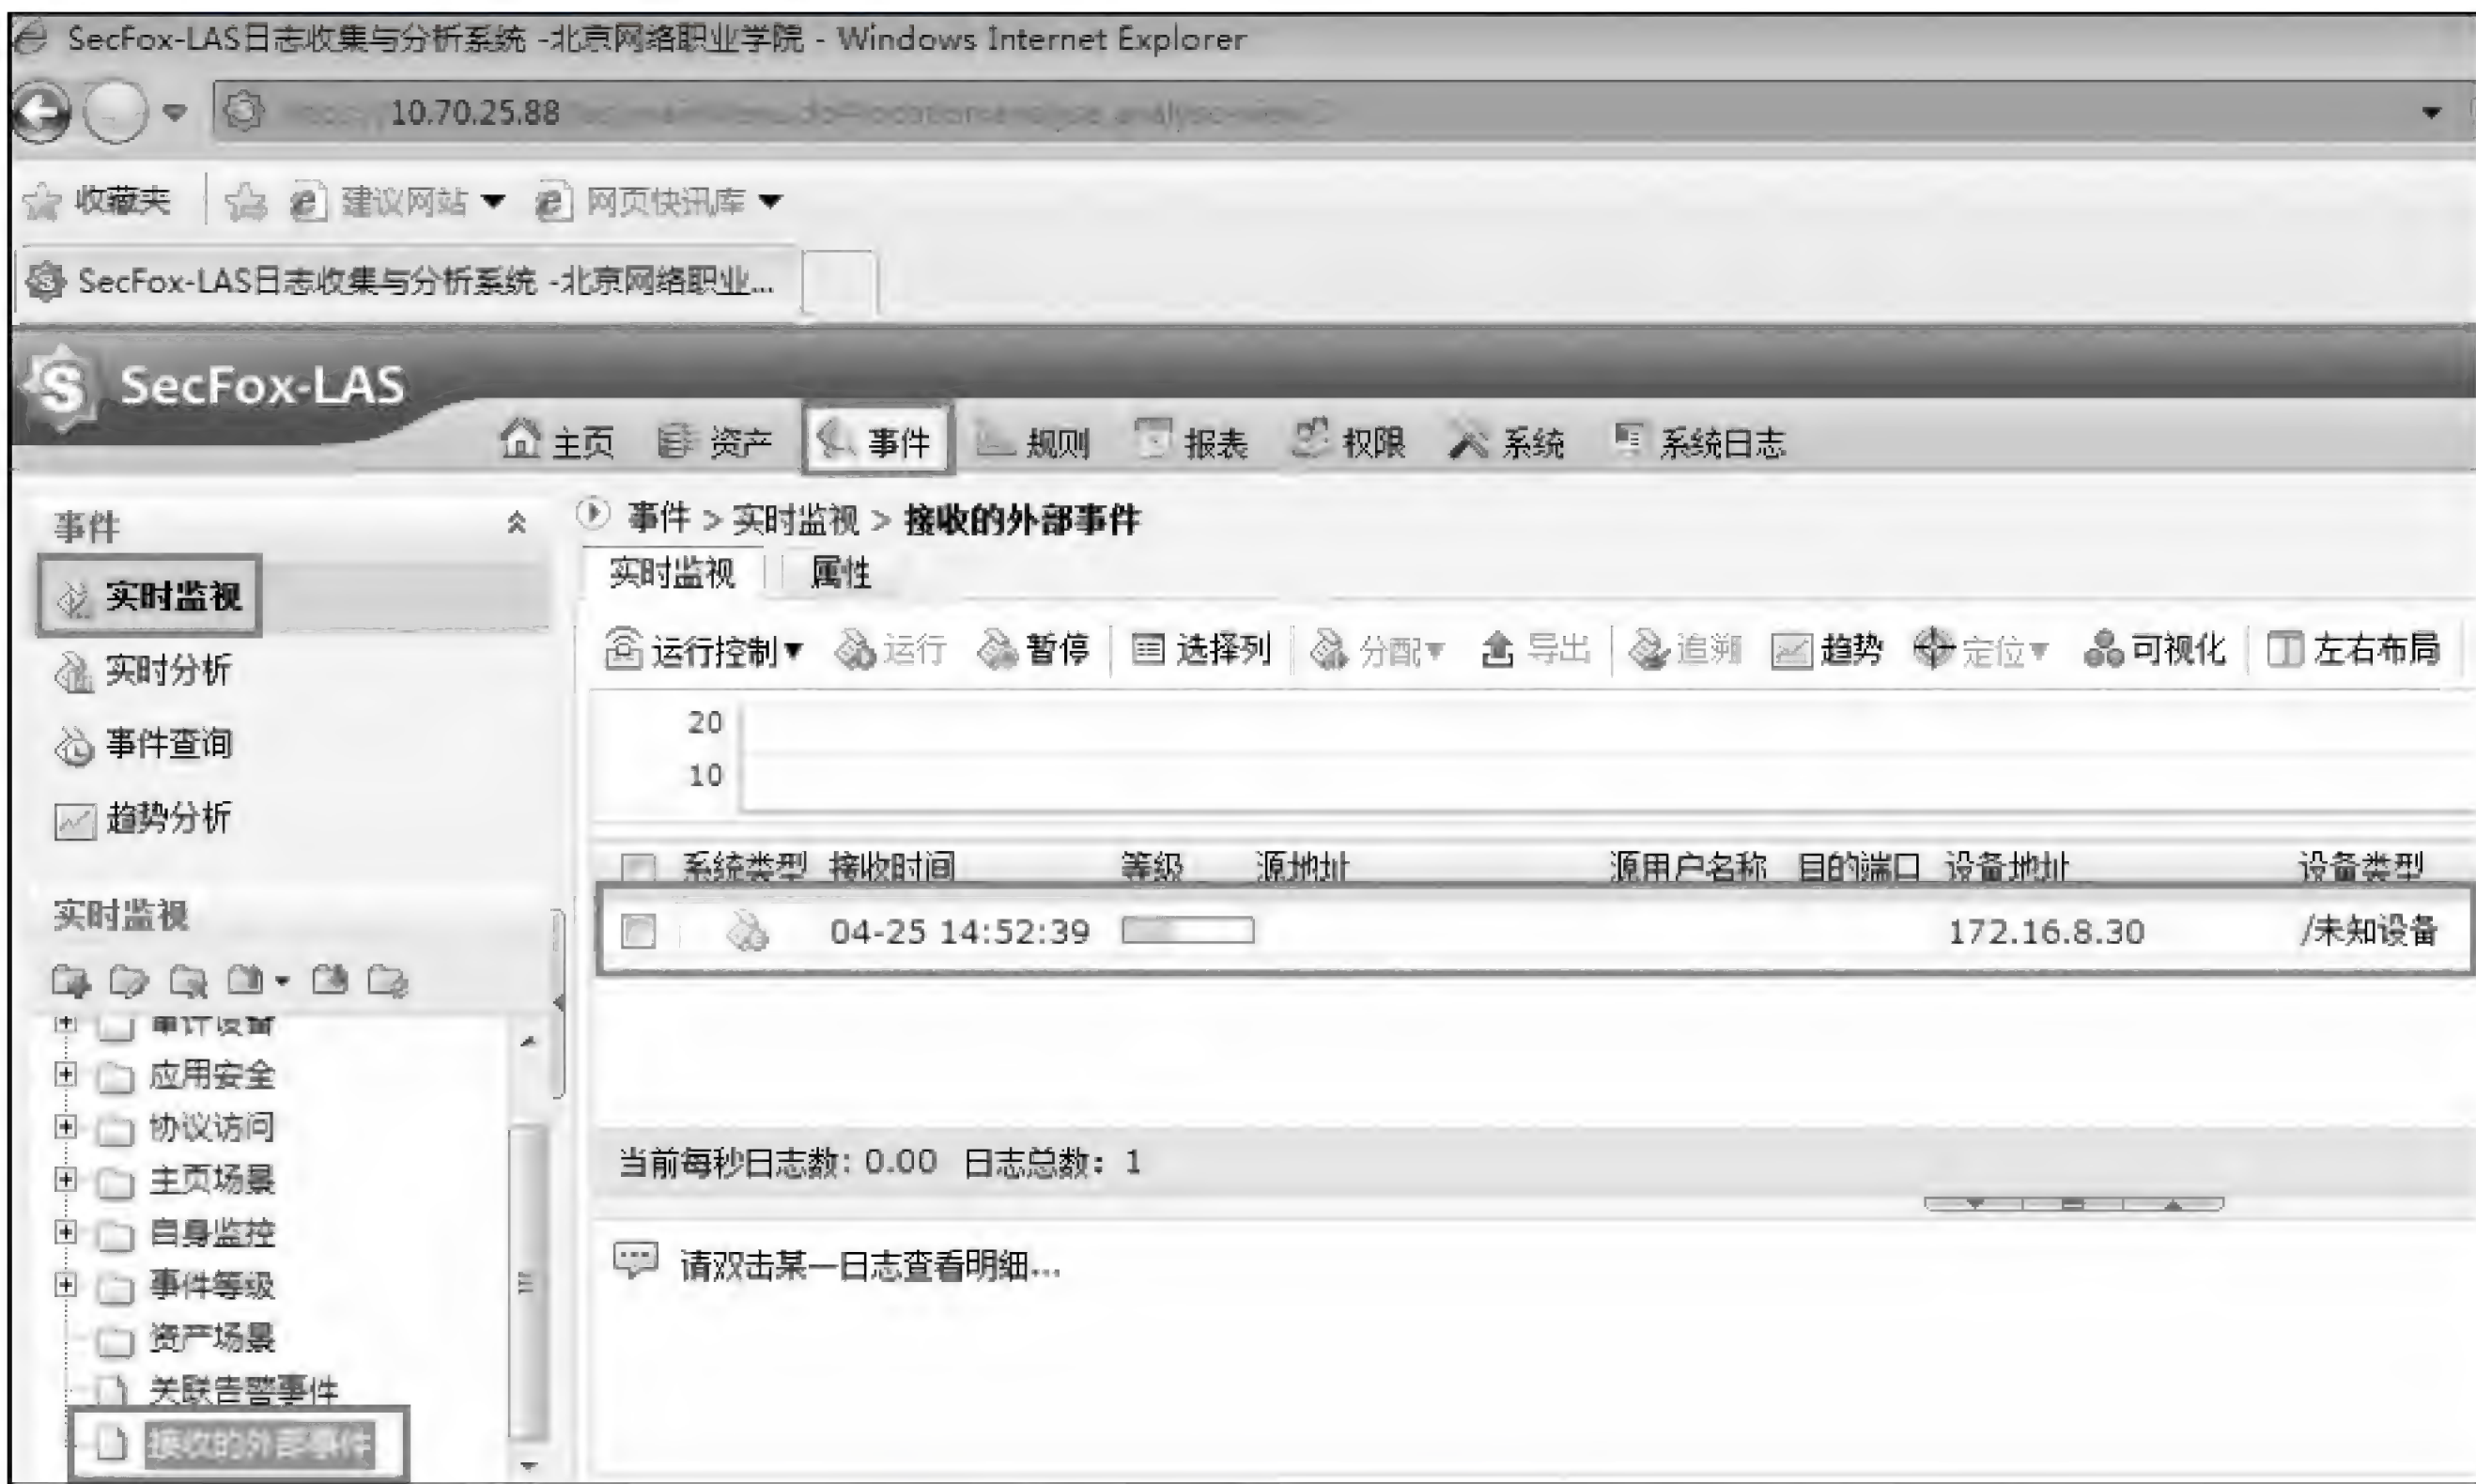 SecFox-LAS日志收集与分析系统 -北京网络职业学院 - Windows Internet Explorer
10.70.25.88
收藏夹 建议网站 网页快讯库
SecFox-LAS日志收集与分析系统 -北京网络职业...
SecFox-LAS
主页 资产 事件 规则 报表 权限 系统 系统日志
事件
实时监视
实时分析
事件查询
趋势分析
实时监视
审计设备
应用安全
协议访问
主页场景
自身监控
事件等级
资产场景
关联告警事件
接收的外部事件
事件 > 实时监视 > 接收的外部事件
实时监视 属性
运行控制 运行 暂停 选择列 分配 导出 追溯 趋势 定位 可视化 左右布局
20
10
系统类型 接收时间 等级 源地址 源用户名称 目的端口 设备地址 设备类型
04-25 14:52:39 172.16.8.30 /未知设备
当前每秒日志数: 0.00 日志总数: 1
请双击某一日志查看明细...